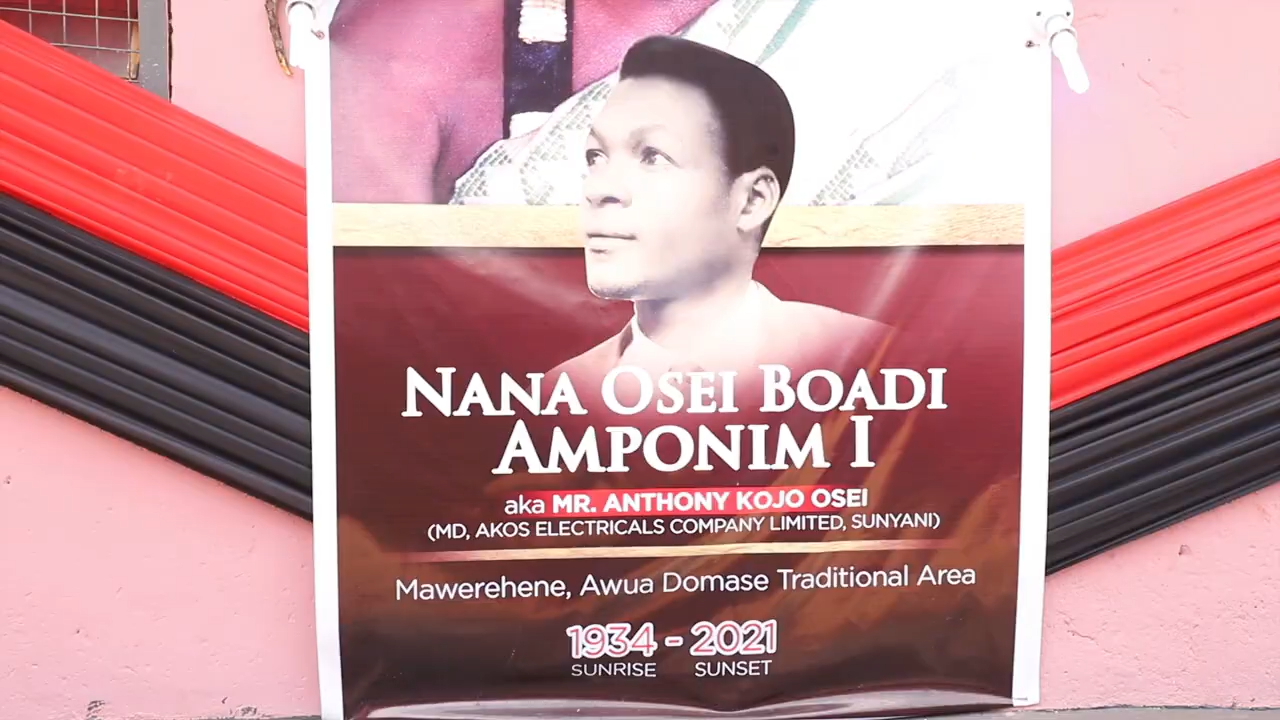 NANA OSEI BOADI
AMPONIM I
aka MR. ANTHONY KOJO OSEI
(MD, AKOS ELECTRICALS COMPANY LIMITED, SUNYANI)
Mawerehene, Awua Domase Traditional Area
1934 - 2021
SUNRISE SUNSET